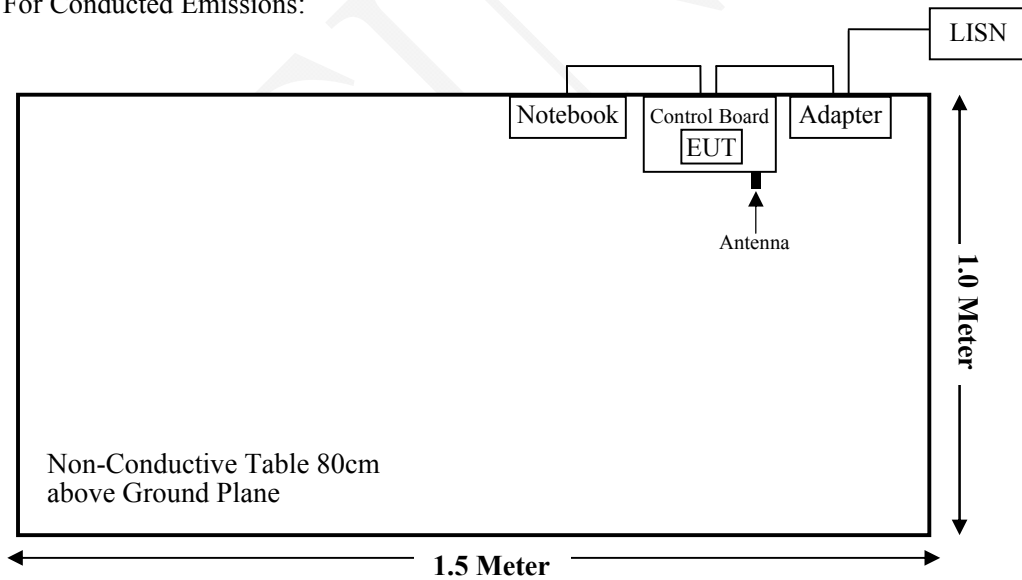 For Conducted Emissions:
LISN
Notebook
Control Board
EUT
Adapter
Antenna
1.0 Meter
Non-Conductive Table 80cm
above Ground Plane
1.5 Meter